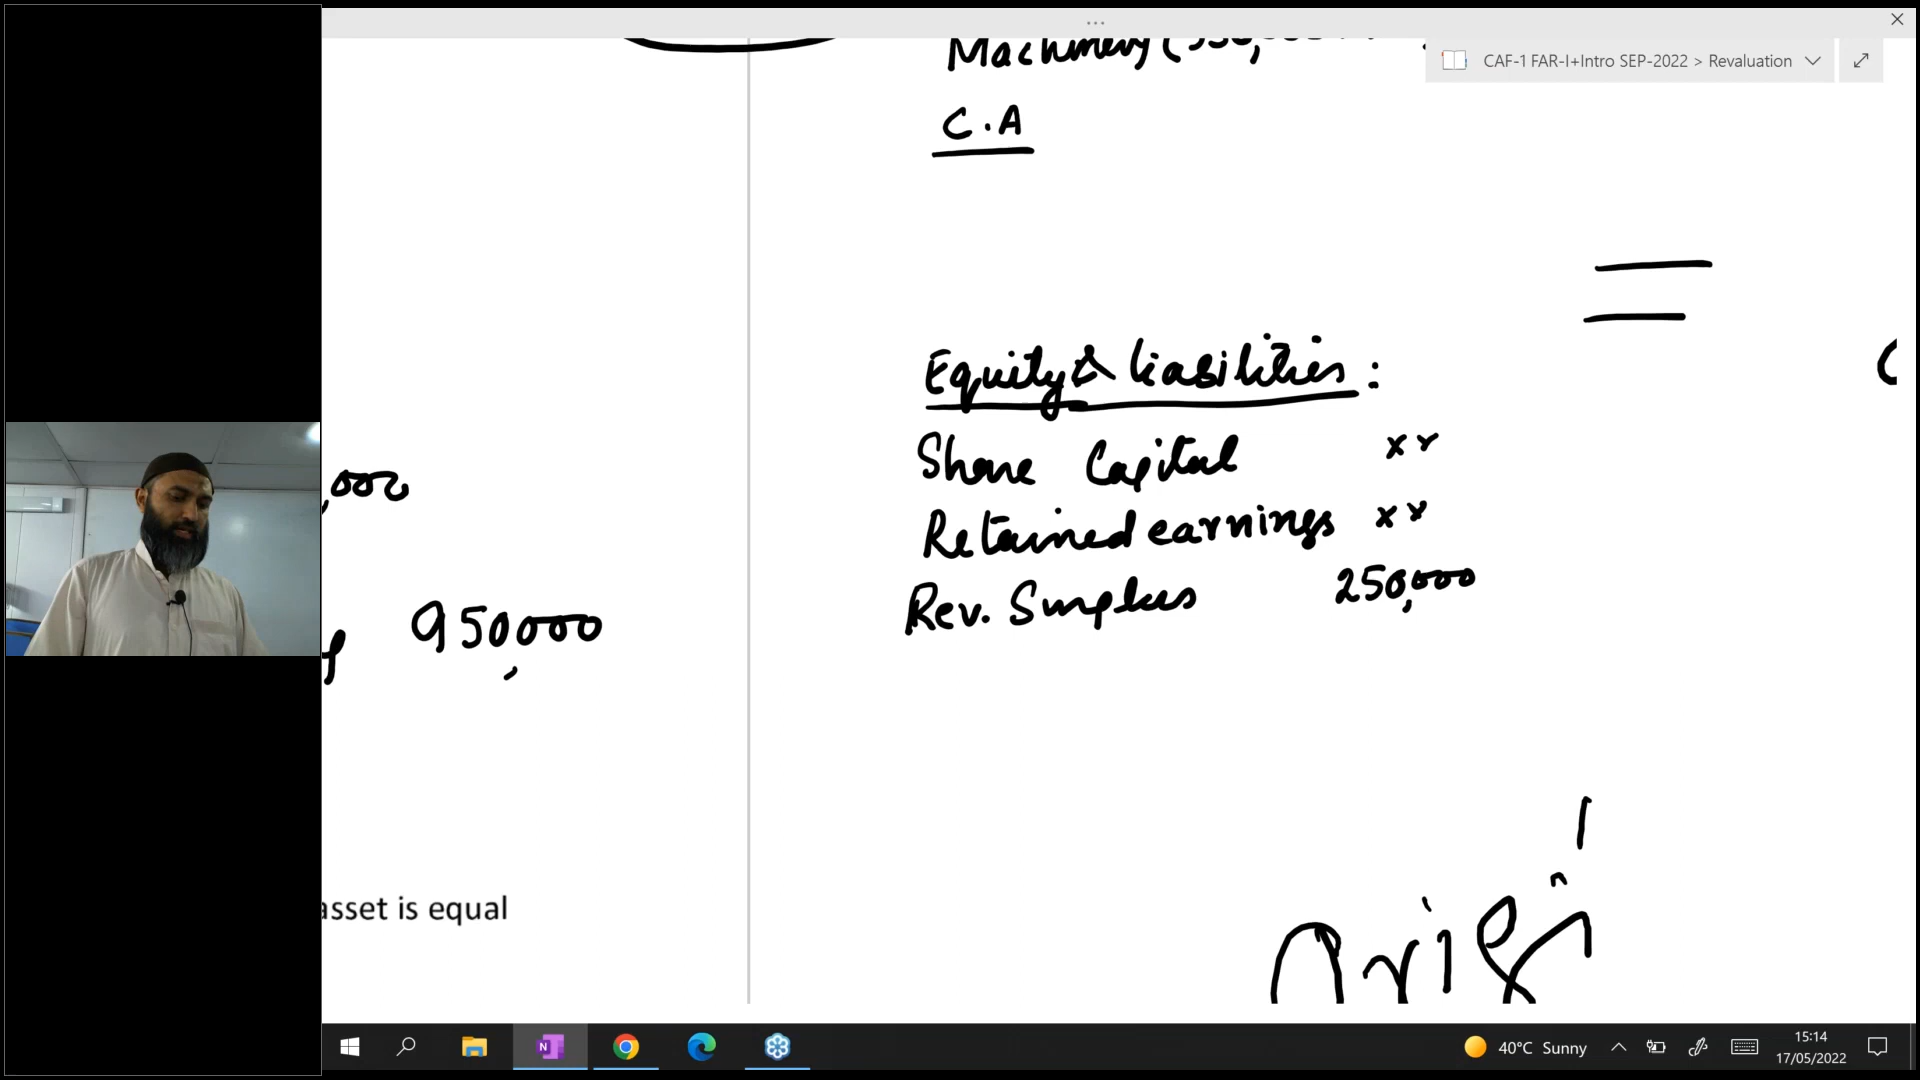 Machinery
CAF-1 FAR-I+Intro SEP-2022 > Revaluation
C.A
Equity & liabilities :
Share Capital xx
Retained earnings xx
Rev. Surplus 250,000
,000
950,000
asset is equal
40°C Sunny
15:14
17/05/2022